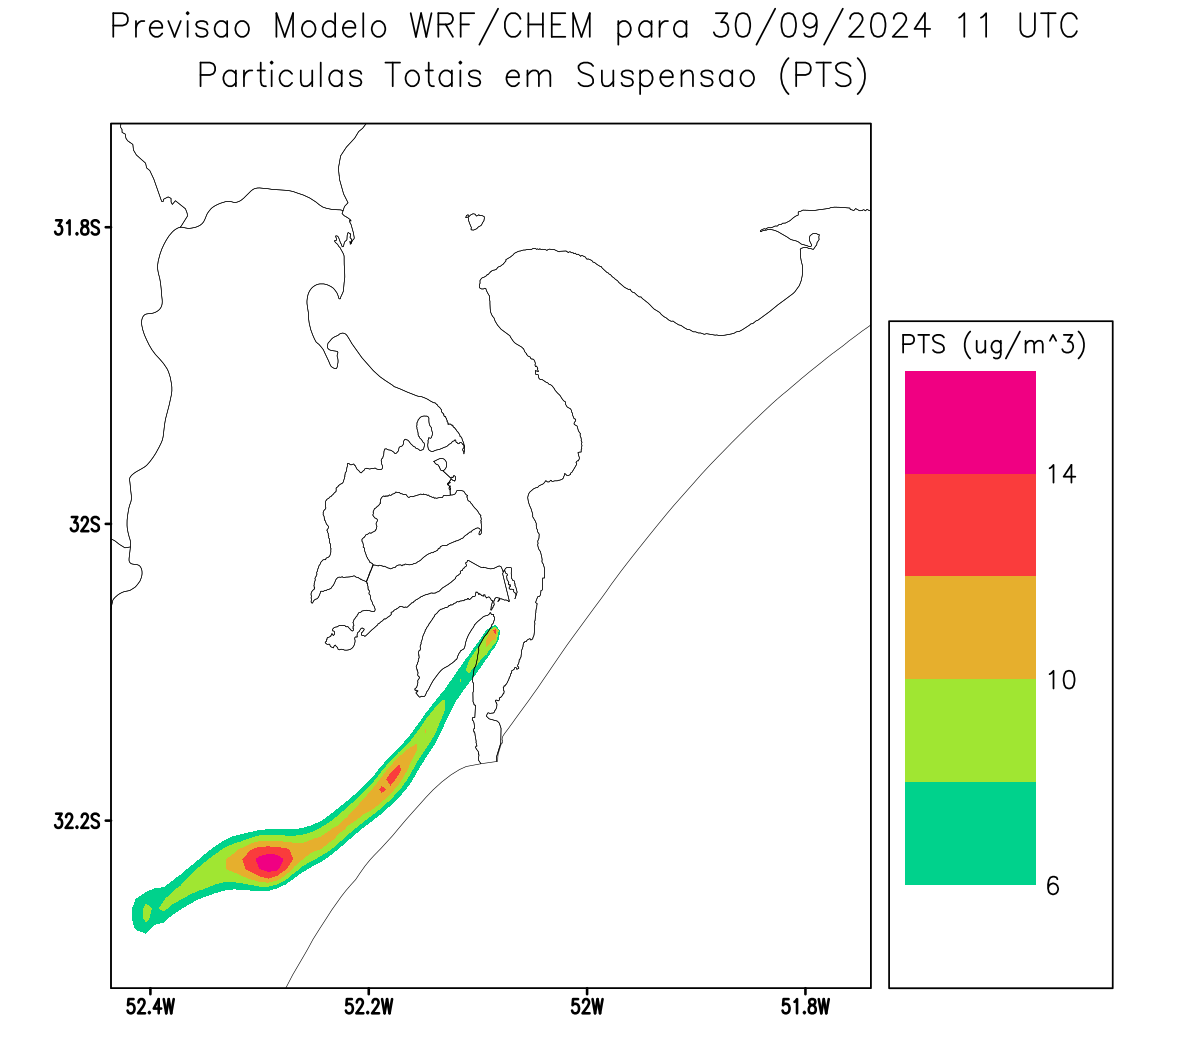 Previsao Modelo WRF/CHEM para 30/09/2024 11 UTC
Particulas Totais em Suspensao (PTS)
31.8S
32S
32.2S
52.4W
52.2W
52W
51.8W
PTS (ug/m^3)
14
10
6